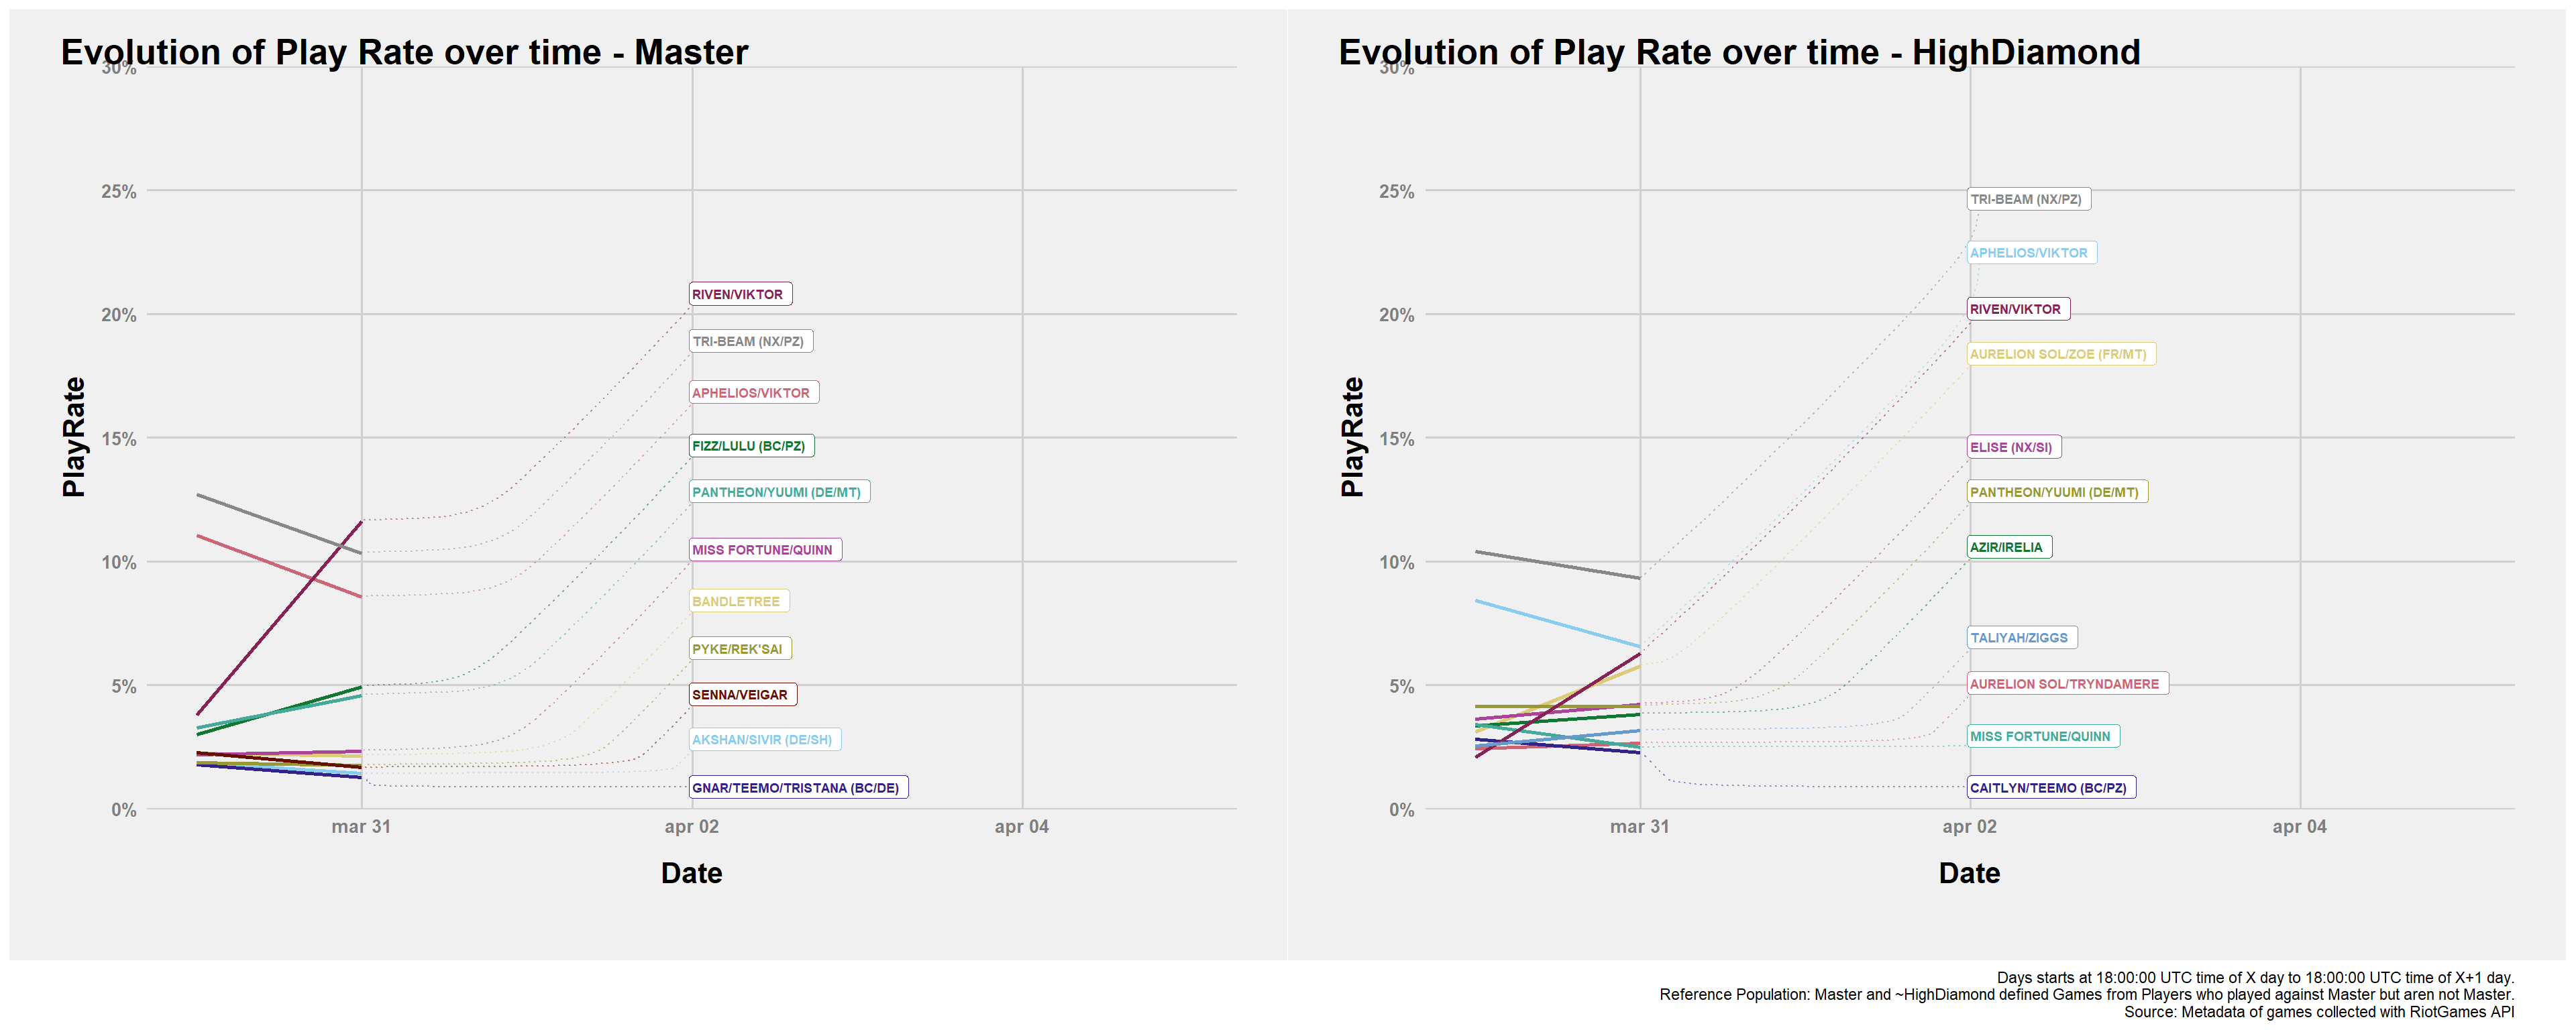 Evolution of Play Rate over time - Master
30%
25%
20%
15%
10%
5%
0%
PlayRate
RIVEN/VIKTOR
TRI-BEAM (NX/PZ)
APHELIOS/VIKTOR
FIZZ/LULU (BC/PZ)
PANTHEON/YUUMI (DE/MT)
MISS FORTUNE/QUINN
BANDLETREE
PYKE/REK'SAI
SENNA/VEIGAR
AKSHAN/SIVIR (DE/SH)
GNAR/TEEMO/TRISTANA (BC/DE)
mar 31
apr 02
apr 04
Date
Evolution of Play Rate over time - HighDiamond
30%
25%
20%
15%
10%
5%
0%
PlayRate
TRI-BEAM (NX/PZ)
APHELIOS/VIKTOR
RIVEN/VIKTOR
AURELION SOL/ZOE (FR/MT)
ELISE (NX/SI)
PANTHEON/YUUMI (DE/MT)
AZIR/IRELIA
TALIYAH/ZIGGS
AURELION SOL/TRYNDAMERE
MISS FORTUNE/QUINN
CAITLYN/TEEMO (BC/PZ)
mar 31
apr 02
apr 04
Date
Days starts at 18:00:00 UTC time of X day to 18:00:00 UTC time of X+1 day.
Reference Population: Master and ~HighDiamond defined Games from Players who played against Master but aren not Master.
Source: Metadata of games collected with RiotGames API